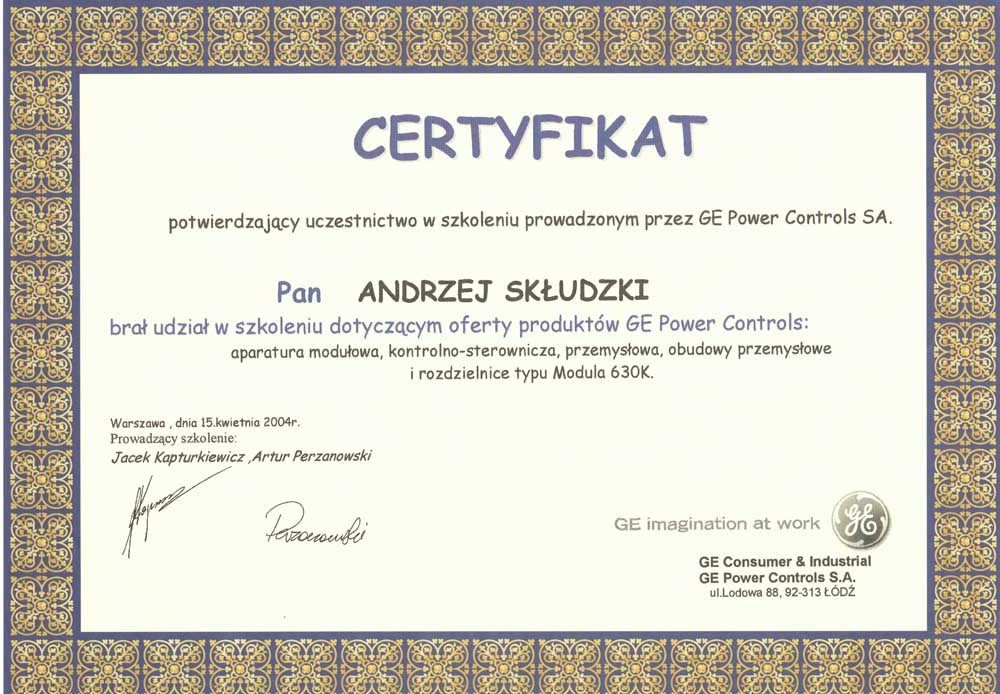 CERTYFIKAT
potwierdzający uczestnictwo w szkoleniu prowadzonym przez GE Power Controls SA.
Pan ANDRZEJ SKŁUDZKI
brał udział w szkoleniu dotyczącym oferty produktów GE Power Controls:
aparatura modułowa, kontrolno-sterownicza, przemysłowa, obudowy przemysłowe
i rozdzielnice typu Modula 630K.
Warszawa , dnia 15.kwietnia 2004r.
Prowadzący szkolenie:
Jacek Kapturkiewicz ,Artur Perzanowski
GE imagination at work
GE
GE Consumer & Industrial
GE Power Controls S.A.
ul.Lodowa 88, 92-313 ŁÓDŹ